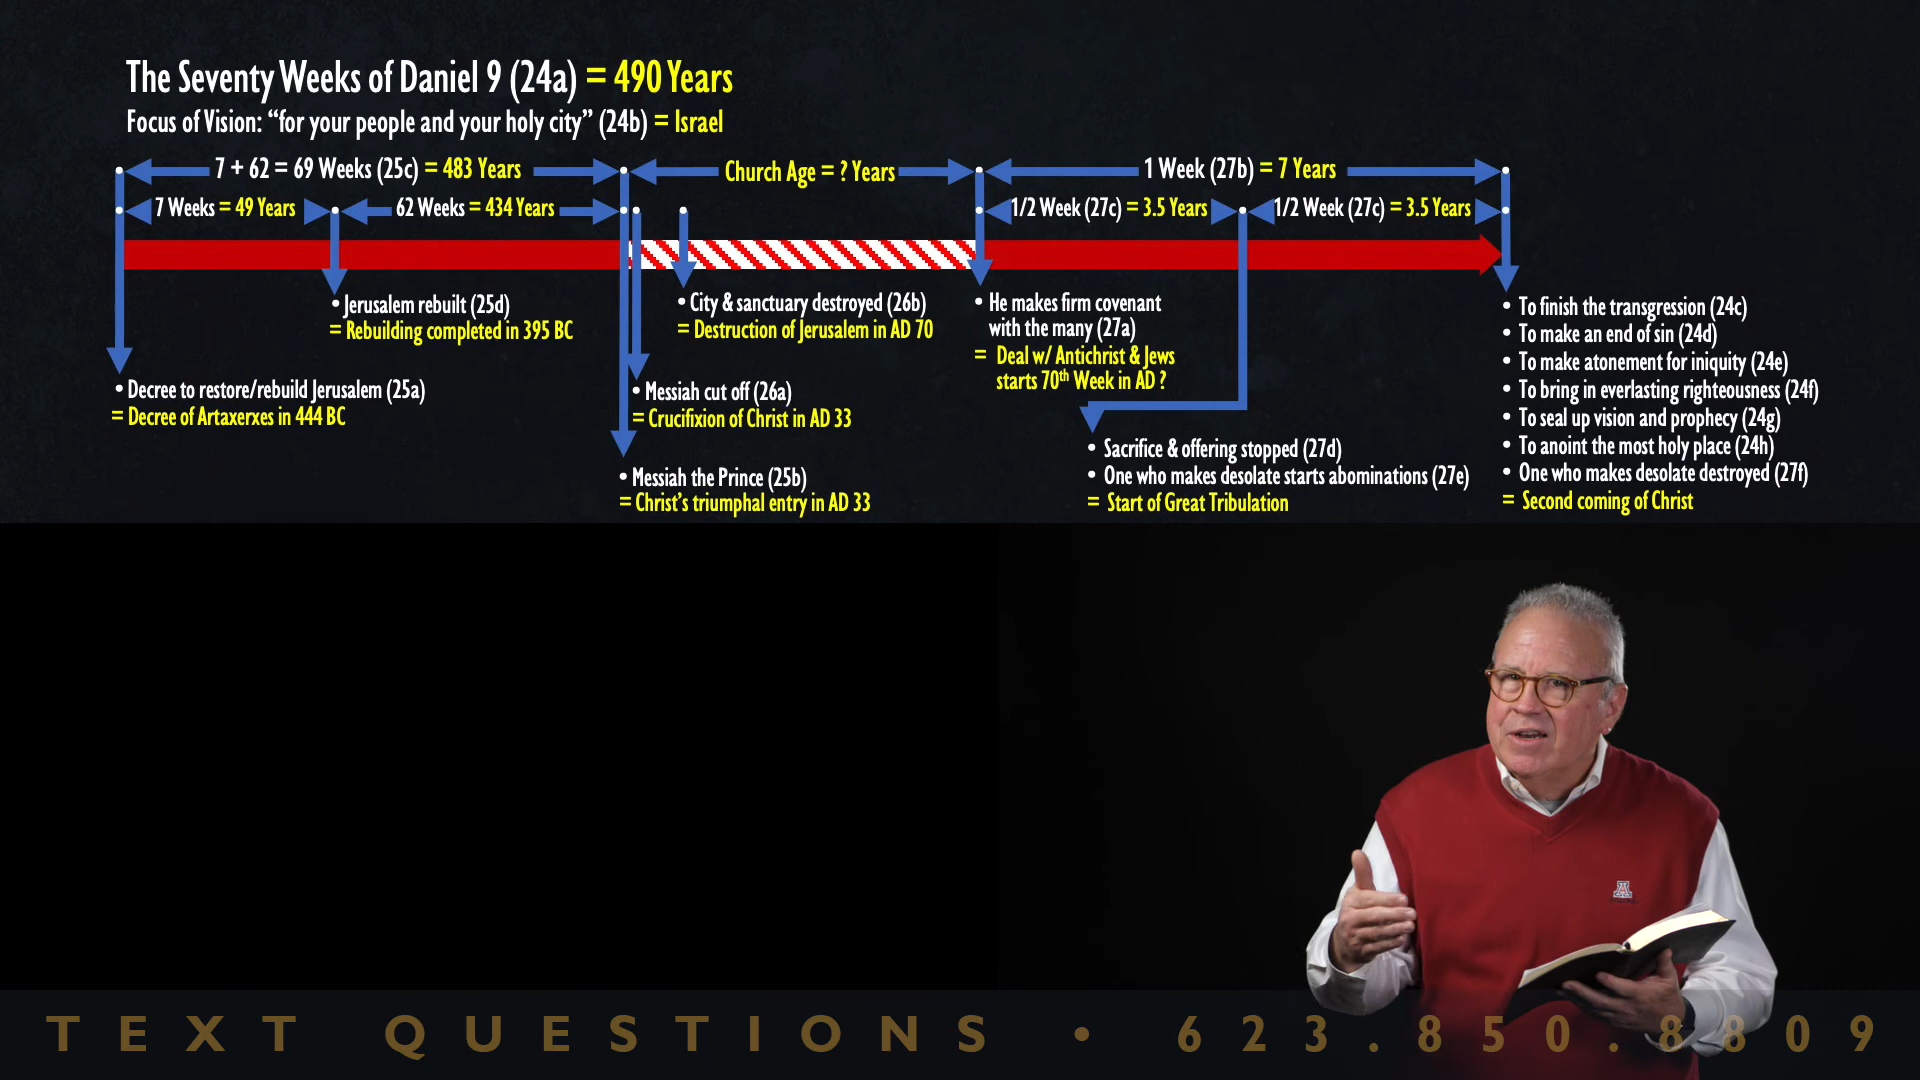 The Seventy Weeks of Daniel 9 (24a) = 490 Years
Focus of Vision: “for your people and your holy city” (24b) = Israel
7 + 62 = 69 Weeks (25c) = 483 Years
Church Age = ? Years
1 Week (27b) = 7 Years
7 Weeks = 49 Years
62 Weeks = 434 Years
1/2 Week (27c) = 3.5 Years
1/2 Week (27c) = 3.5 Years
• Decree to restore/rebuild Jerusalem (25a)
= Decree of Artaxerxes in 444 BC
• Jerusalem rebuilt (25d)
= Rebuilding completed in 395 BC
• Messiah the Prince (25b)
= Christ’s triumphal entry in AD 33
• Messiah cut off (26a)
= Crucifixion of Christ in AD 33
• City & sanctuary destroyed (26b)
= Destruction of Jerusalem in AD 70
• He makes firm covenant
with the many (27a)
= Deal w/ Antichrist & Jews
starts 70th Week in AD ?
• Sacrifice & offering stopped (27d)
• One who makes desolate starts abominations (27e)
= Start of Great Tribulation
• To finish the transgression (24c)
• To make an end of sin (24d)
• To make atonement for iniquity (24e)
• To bring in everlasting righteousness (24f)
• To seal up vision and prophecy (24g)
• To anoint the most holy place (24h)
• One who makes desolate destroyed (27f)
= Second coming of Christ
TEXT QUESTIONS • 623.850.8809